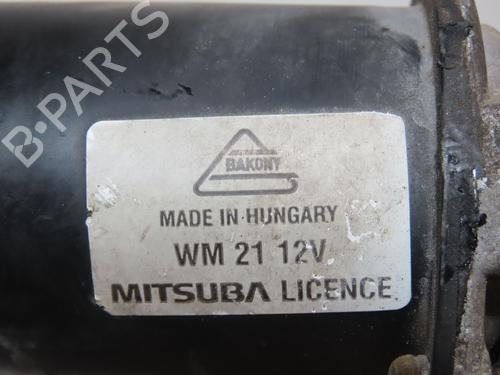 B-PARTS
BAKONY
MADE IN HUNGARY
WM 21 12V
MITSUBA LICENCE